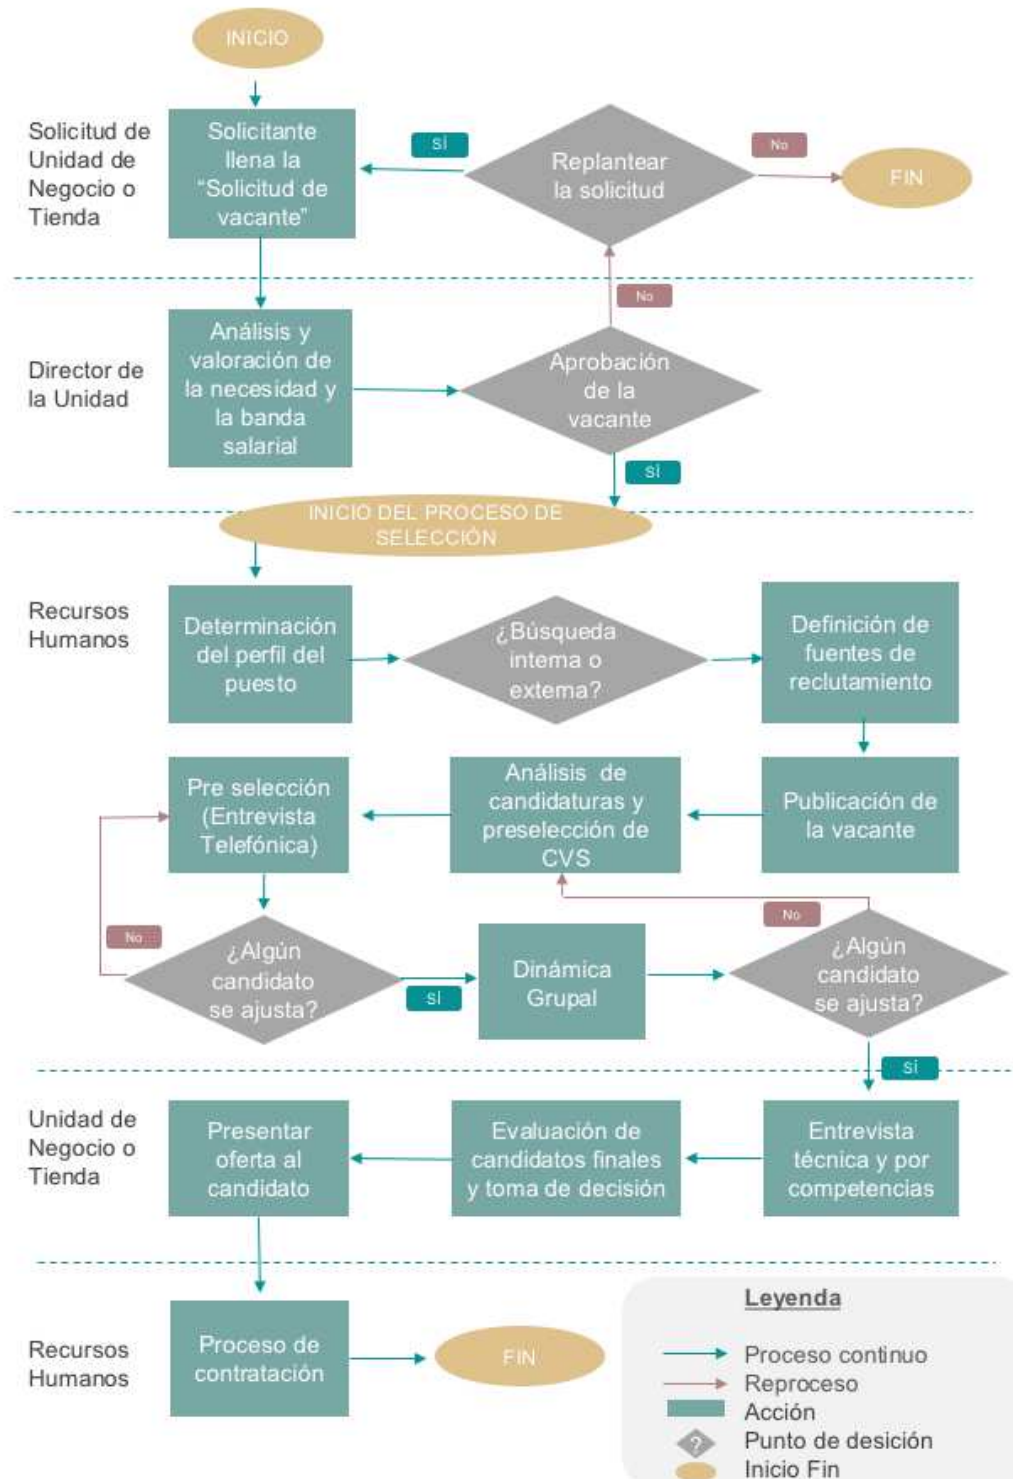 INICIO
Solicitud de
Unidad de
Negocio o
Tienda
Solicitante
llena la
“Solicitud de
vacante”
SÍ
Replantear
la solicitud
No
FIN
No
Director de
la Unidad
Análisis y
valoración de
la necesidad y
la banda
salarial
Aprobación
de la
vacante
SÍ
INICIO DEL PROCESO DE
SELECCIÓN
Recursos
Humanos
Determinación
del perfil del
puesto
¿Búsqueda
interna o
externa?
Definición de
fuentes de
reclutamiento
Pre selección
(Entrevista
Telefónica)
Análisis de
candidaturas y
preselección de
CVS
Publicación de
la vacante
No
¿Algún
candidato
se ajusta?
SÍ
Dinámica
Grupal
No
¿Algún
candidato
se ajusta?
SÍ
Unidad de
Negocio o
Tienda
Presentar
oferta al
candidato
Evaluación de
candidatos finales
y toma de decisión
Entrevista
técnica y por
competencias
Recursos
Humanos
Proceso de
contratación
FIN
Leyenda
Proceso continuo
Reproceso
Acción
?
Punto de desición
Inicio Fin